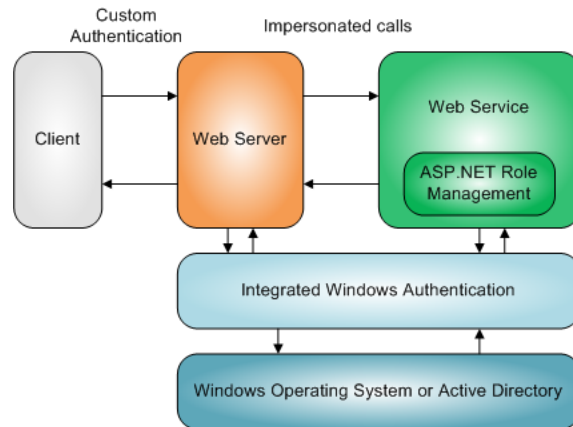 Custom
Authentication
Impersonated calls
Client
Web Server
Web Service
ASP.NET Role
Management
Integrated Windows Authentication
Windows Operating System or Active Directory